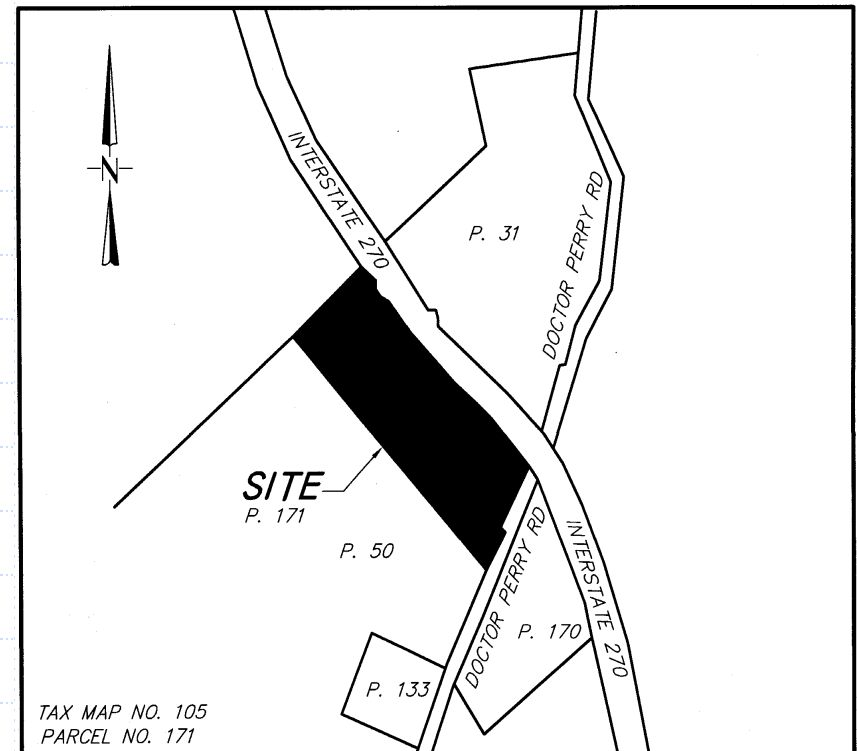 N
INTERSTATE 270
P. 31
DOCTOR PERRY RD
SITE
P. 171
P. 50
DOCTOR PERRY RD
INTERSTATE 270
P. 170
P. 133
TAX MAP NO. 105
PARCEL NO. 171